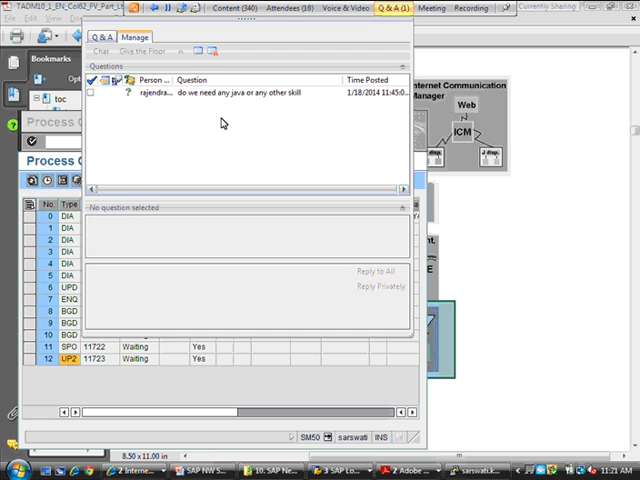 TADM10_1_EN_Col62_FV_Part_Lt
Content (340)
Attendees (18)
Voice & Video
Q & A (1)
Meeting
Recording
Currently Sharing
File
Q & A
Manage
Chat
Give the Floor
Questions
Person ...
Question
Time Posted
rajendra...
do we need any java or any other skill
1/18/2014 11:45:0...
No question selected
Reply to All
Reply Privately
Bookmarks
Opt
toc
Process
Process O
No.
Type
0 DIA
1 DIA
2 DIA
3 DIA
4 DIA
5 DIA
6 UPD
7 ENQ
8 BGD
9 BGD
10 BGD
11 SPO 11722 Waiting Yes
12 UP2 11723 Waiting Yes
nternet Communication
Manager
Web
ICM
SM50
sarswati
INS
8.50 x 11.00 in
2 Interne...
SAP NW S...
10. SAP Ne...
3 SAP Lo...
2 Adobe ...
sarswati.k...
11:21 AM